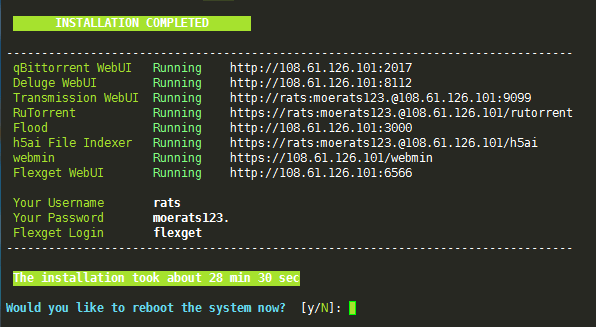 INSTALLATION COMPLETED
---------------------------------------------------------------------------------
qBittorrent WebUI Running http://108.61.126.101:2017
Deluge WebUI Running http://108.61.126.101:8112
Transmission WebUI Running http://rats:moerats123.@108.61.126.101:9099
RuTorrent Running https://rats:moerats123.@108.61.126.101/rutorrent
Flood Running http://108.61.126.101:3000
h5ai File Indexer Running https://rats:moerats123.@108.61.126.101/h5ai
webmin Running https://108.61.126.101/webmin
Flexget WebUI Running http://108.61.126.101:6566
Your Username rats
Your Password moerats123.
Flexget Login flexget
---------------------------------------------------------------------------------
The installation took about 28 min 30 sec
Would you like to reboot the system now? [y/N]: